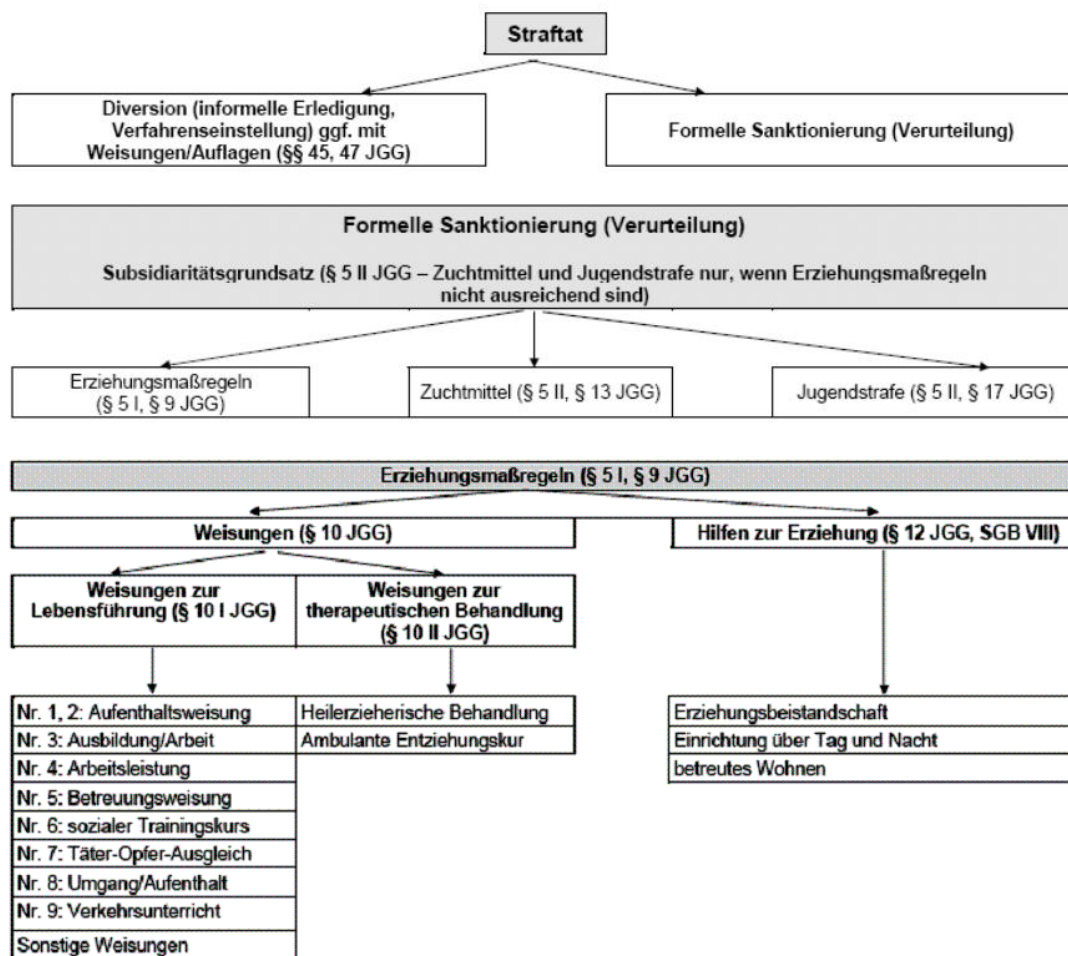 Straftat
Diversion (informelle Erledigung,
Verfahrenseinstellung) ggf. mit
Weisungen/Auflagen (§§ 45, 47 JGG)
Formelle Sanktionierung (Verurteilung)
Formelle Sanktionierung (Verurteilung)
Subsidiaritätsgrundsatz (§ 5 II JGG – Zuchtmittel und Jugendstrafe nur, wenn Erziehungsmaßregeln
nicht ausreichend sind)
Erziehungsmaßregeln
(§ 5 I, § 9 JGG)
Zuchtmittel (§ 5 II, § 13 JGG)
Jugendstrafe (§ 5 II, § 17 JGG)
Erziehungsmaßregeln (§ 5 I, § 9 JGG)
Weisungen (§ 10 JGG)
Hilfen zur Erziehung (§ 12 JGG, SGB VIII)
Weisungen zur
Lebensführung (§ 10 I JGG)
Weisungen zur
therapeutischen Behandlung
(§ 10 II JGG)
Nr. 1, 2: Aufenthaltsweisung
Nr. 3: Ausbildung/Arbeit
Nr. 4: Arbeitsleistung
Nr. 5: Betreuungsweisung
Nr. 6: sozialer Trainingskurs
Nr. 7: Täter-Opfer-Ausgleich
Nr. 8: Umgang/Aufenthalt
Nr. 9: Verkehrsunterricht
Sonstige Weisungen
Heilerzieherische Behandlung
Ambulante Entziehungskur
Erziehungsbeistandschaft
Einrichtung über Tag und Nacht
betreutes Wohnen